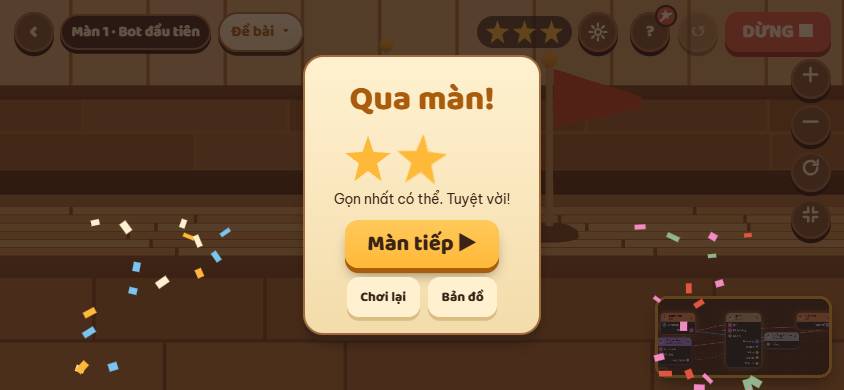 Màn 1 · Bot đầu tiên
Đề bài
?
DỪNG
Qua màn!
Gọn nhất có thể. Tuyệt vời!
Màn tiếp
Chơi lại
Bản đồ